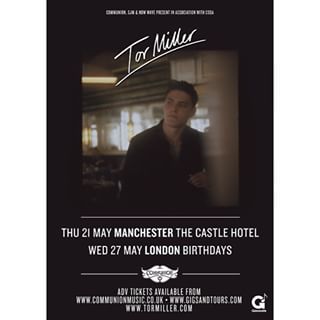 COMMUNION, SJM & NOW WAVE PRESENT IN ASSOCIATION WITH CODA
Tor Miller
THU 21 MAY MANCHESTER THE CASTLE HOTEL
WED 27 MAY LONDON BIRTHDAYS
COMMUNION
ADV TICKETS AVAILABLE FROM
WWW.COMMUNIONMUSIC.CO.UK • WWW.GIGSANDTOURS.COM
WWW.TORMILLER.COM
G